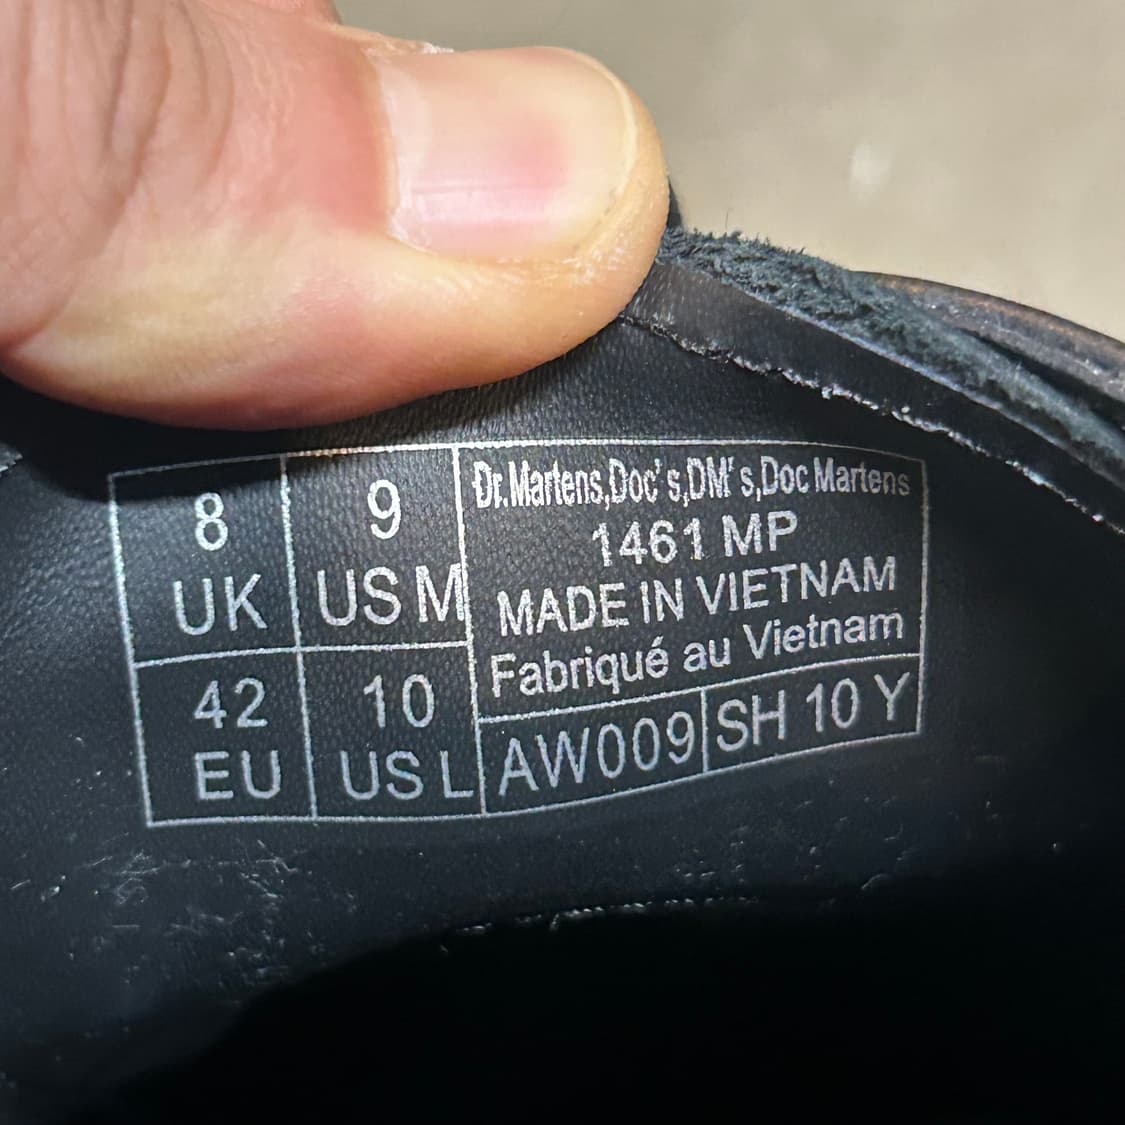 8
UK
9
US M
42
EU
10
US L
Dr.Martens,Doc's,DM's,Doc Martens
1461 MP
MADE IN VIETNAM
Fabriqué au Vietnam
AW009
SH 10 Y